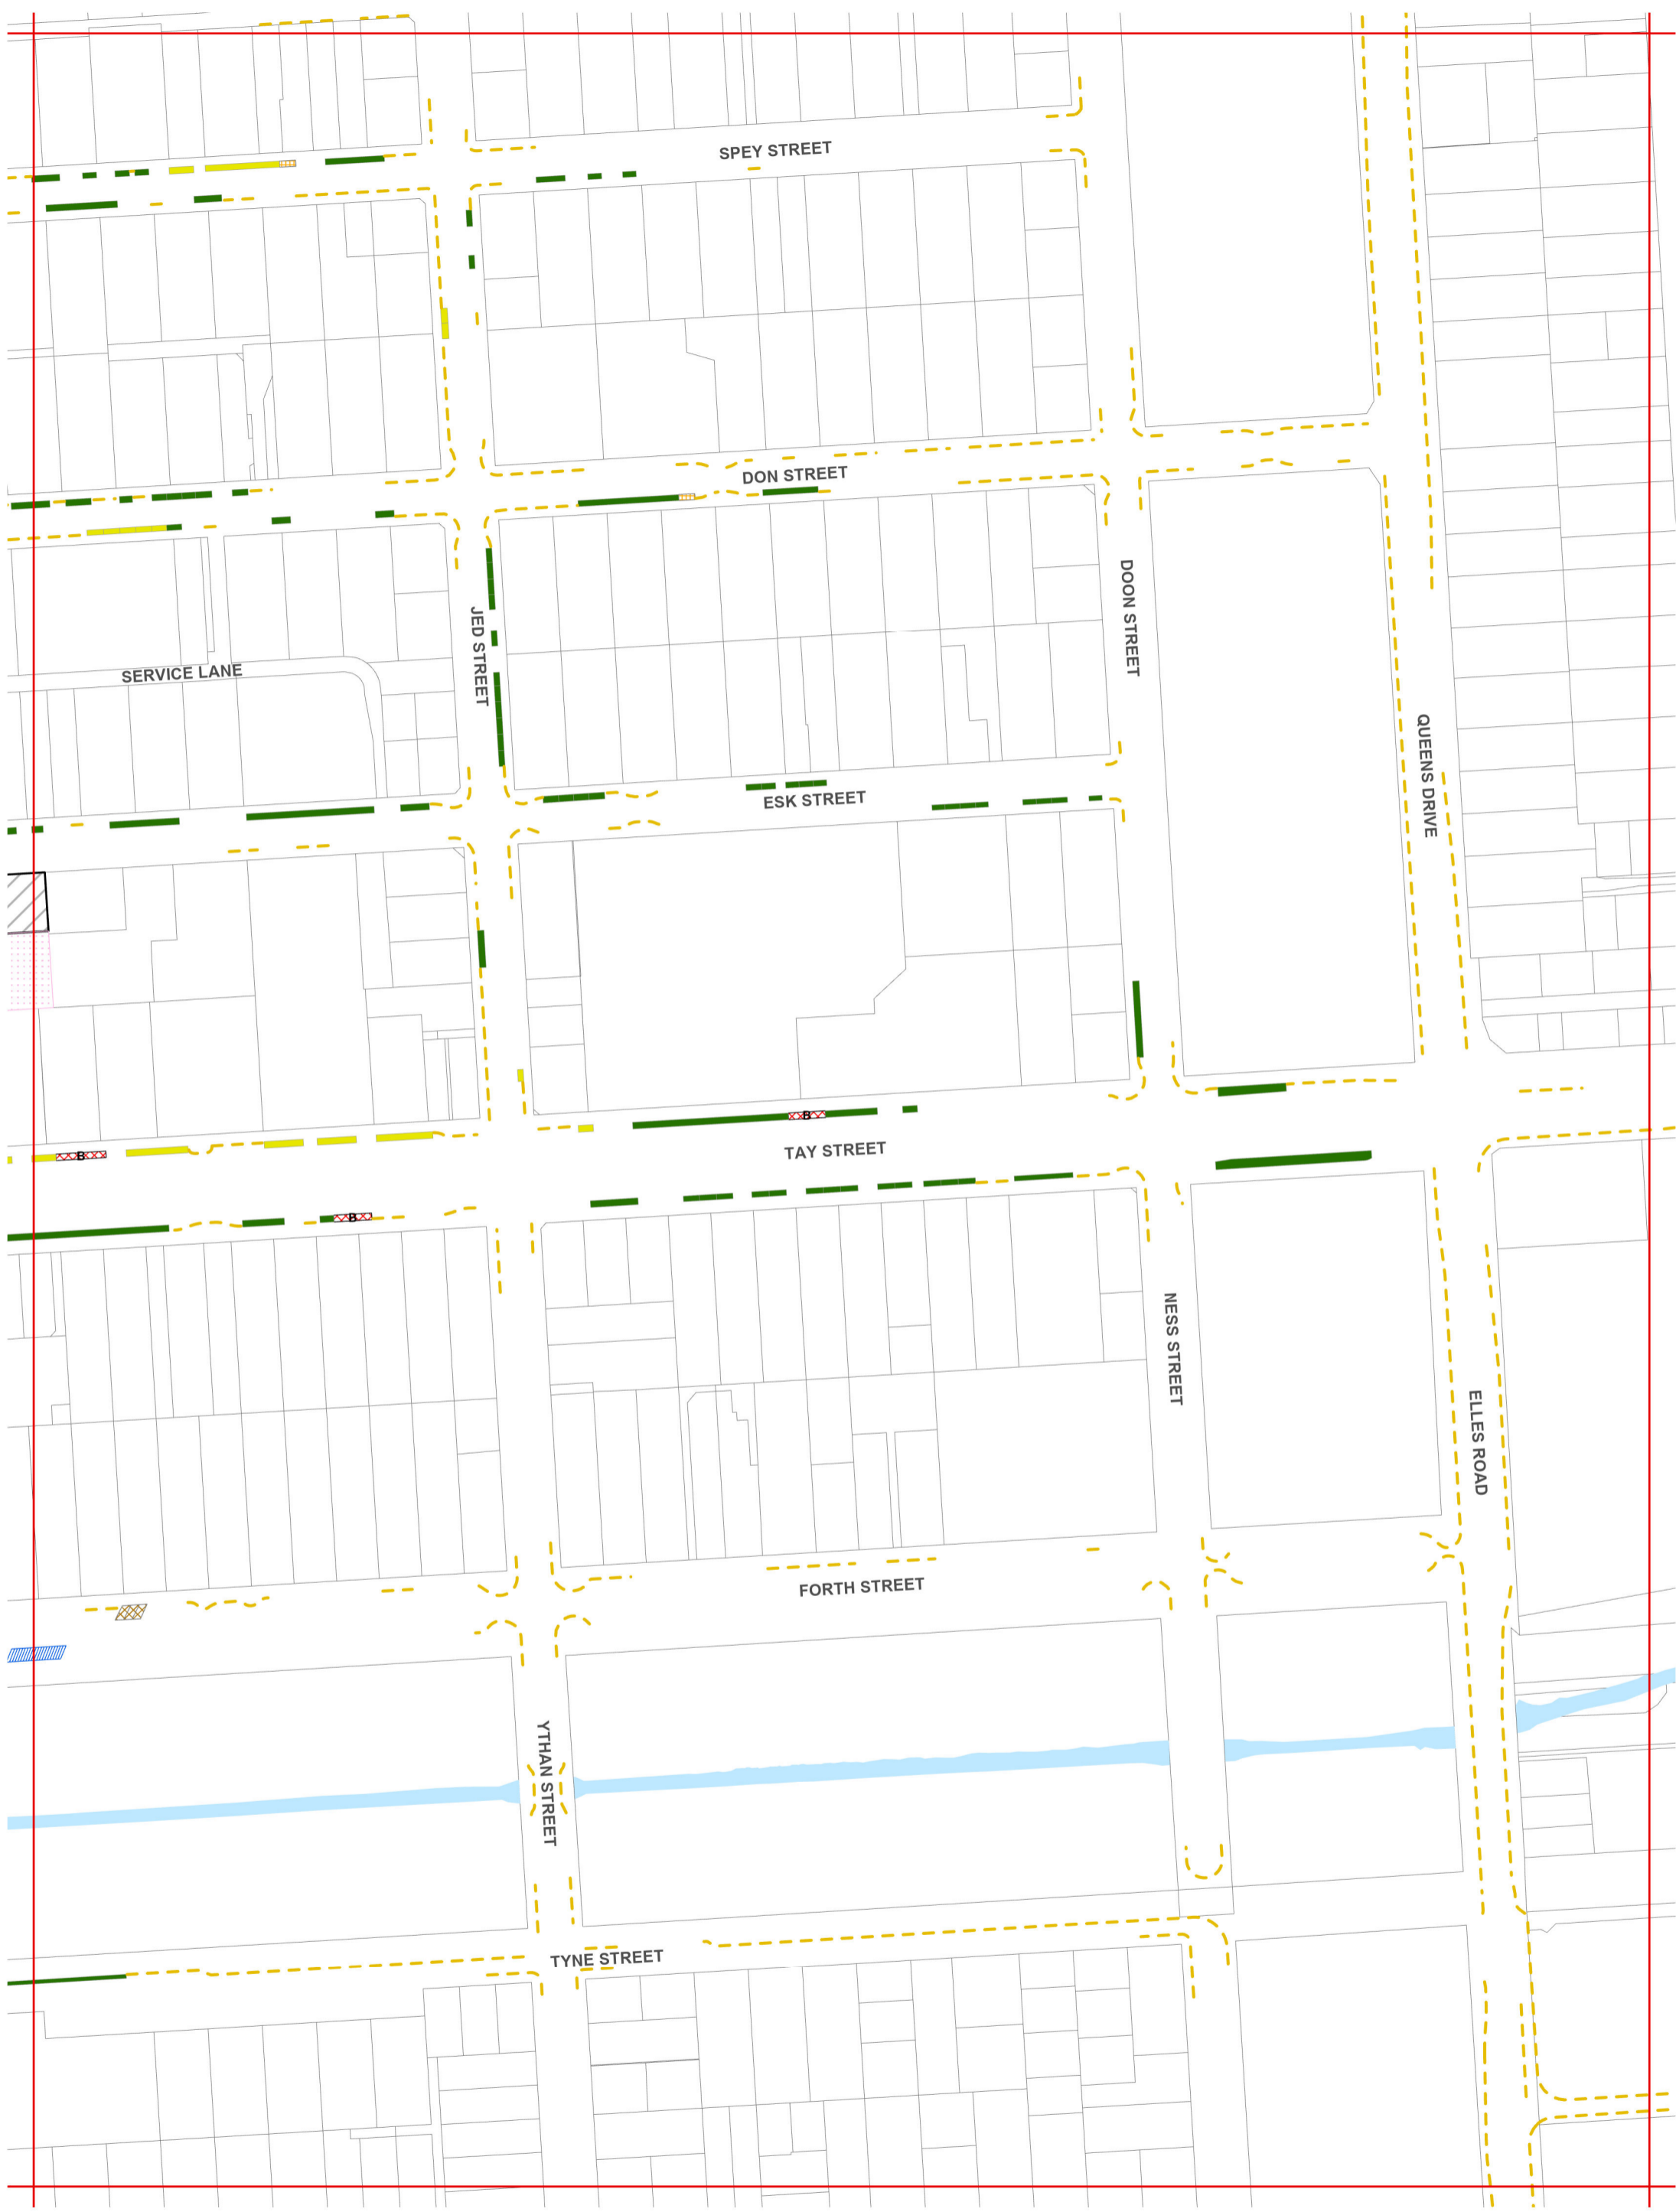 SPEY STREET
DON STREET
DOON STREET
JED STREET
SERVICE LANE
QUEENS DRIVE
ESK STREET
B
TAY STREET
B
B
NESS STREET
ELLES ROAD
FORTH STREET
YTHAN STREET
TYNE STREET